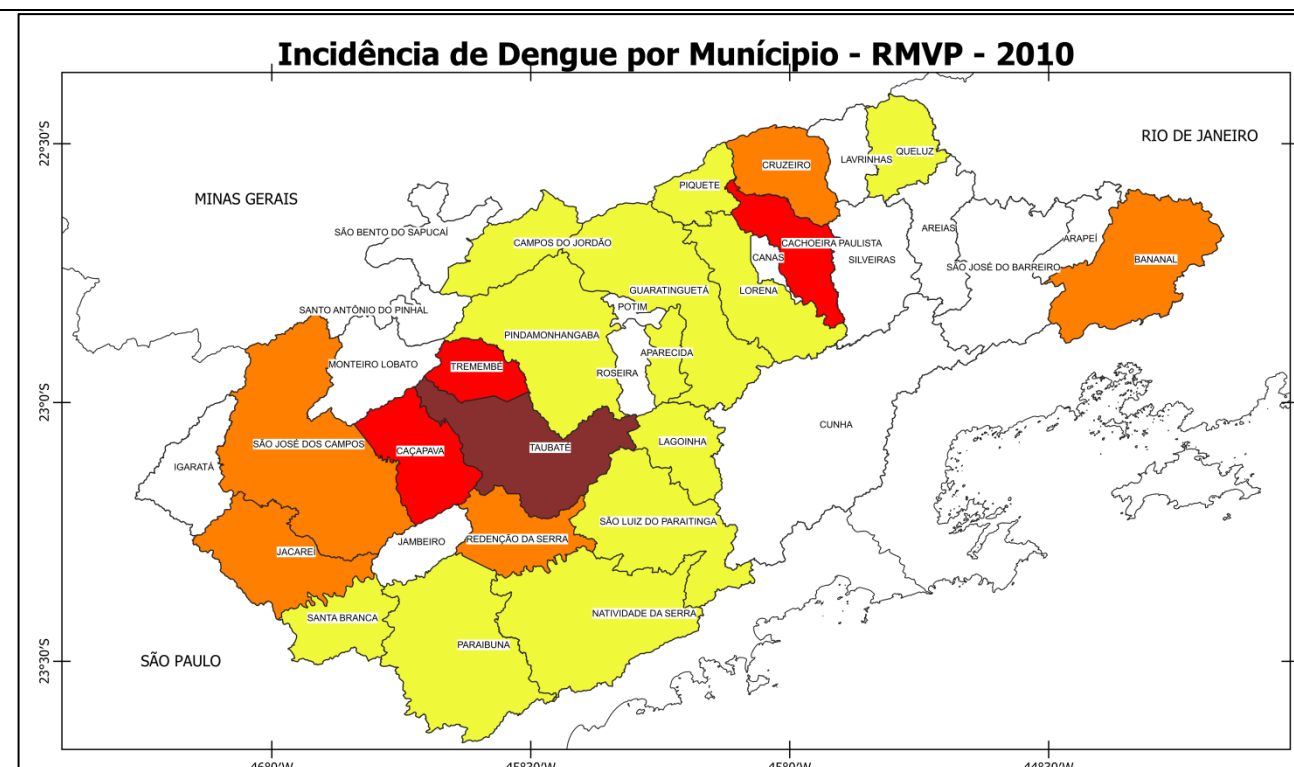 Incidência de Dengue por Munícipio - RMVP - 2010
22°30'S
23°0'S
23°30'S
RIO DE JANEIRO
MINAS GERAIS
SÃO PAULO
LAVRINHAS
QUELUZ
CRUZEIRO
PIQUETE
SÃO BENTO DO SAPUCAÍ
CAMPOS DO JORDÃO
CACHOEIRA PAULISTA
AREIAS
ARAPEÍ
CANAS
SILVEIRAS
SÃO JOSÉ DO BARREIRO
BANANAL
GUARATINGUETÁ
LORENA
SANTO ANTÔNIO DO PINHAL
POTIM
PINDAMONHANGABA
APARECIDA
MONTEIRO LOBATO
TREMEMBÉ
ROSEIRA
CUNHA
SÃO JOSÉ DOS CAMPOS
CAÇAPAVA
TAUBATÉ
LAGOINHA
IGARATÁ
SÃO LUIZ DO PARAITINGA
JAMBEIRO
REDENÇÃO DA SERRA
JACAREÍ
SANTA BRANCA
NATIVIDADE DA SERRA
PARAIBUNA